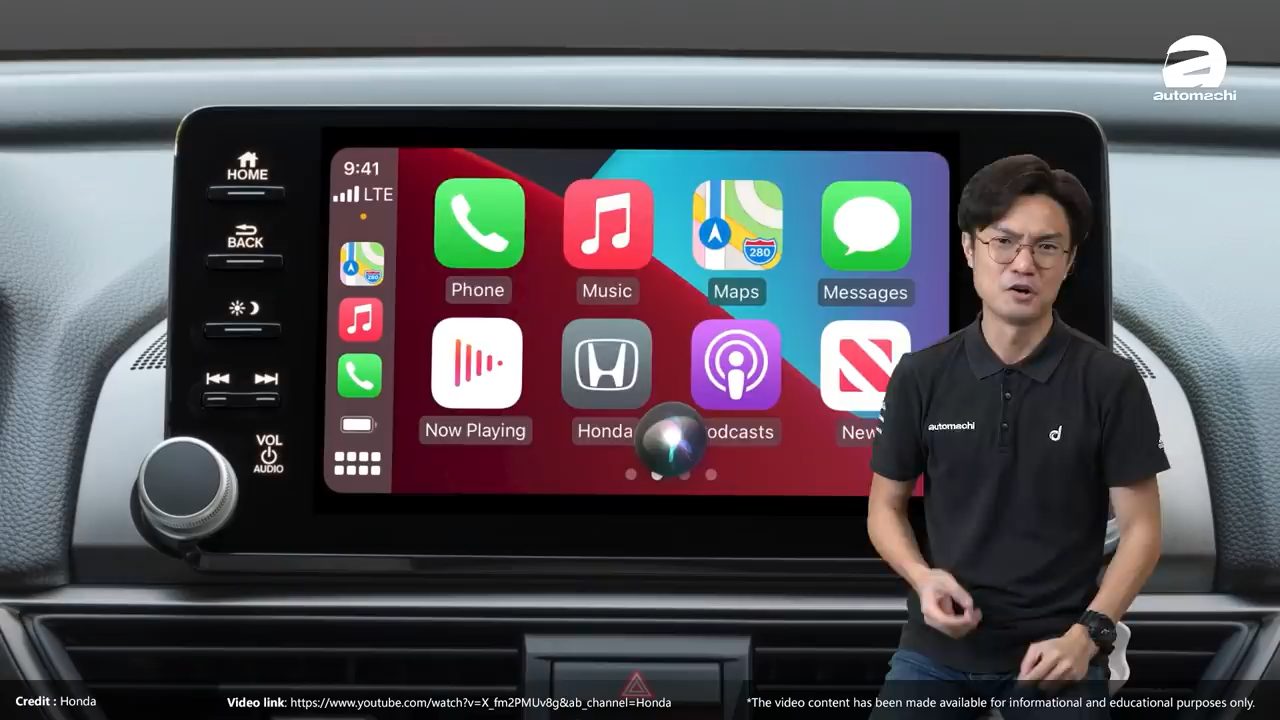 automachi
HOME
BACK
VOL
AUDIO
9:41
LTE
280
280
Phone
Music
Maps
Messages
Now Playing
Honda
odcasts
New
automachi
Credit : Honda
Video link: https://www.youtube.com/watch?v=X_fm2PMUv8g&ab_channel=Honda
*The video content has been made available for informational and educational purposes only.